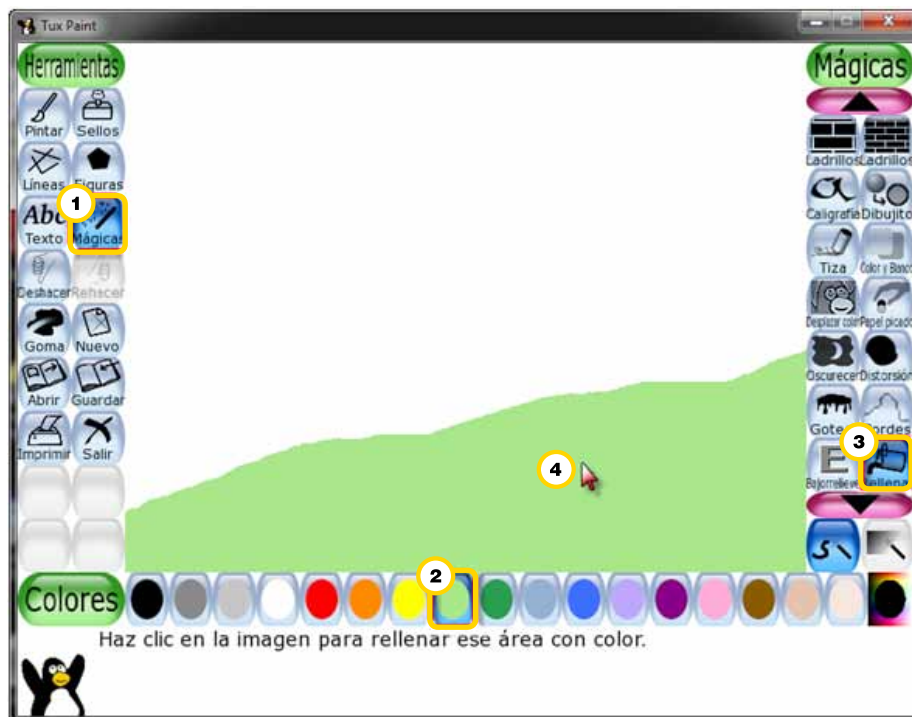 Tux Paint
Herramientas
Mágicas
Pintar Sellos
Líneas Figuras
1
Abc
Texto Mágicas
Deshacer Rehacer
Goma Nuevo
Abrir Guardar
Imprimir Salir
Ladrillos Ladrillos
Caligrafía Dibujito
Tiza Color y Blanco
Desplazar color Papel picado
Oscurecer Distorsión
Gote Bordes
3
Bajorrelieve Rellenar
4
2
Colores
Haz clic en la imagen para rellenar ese área con color.